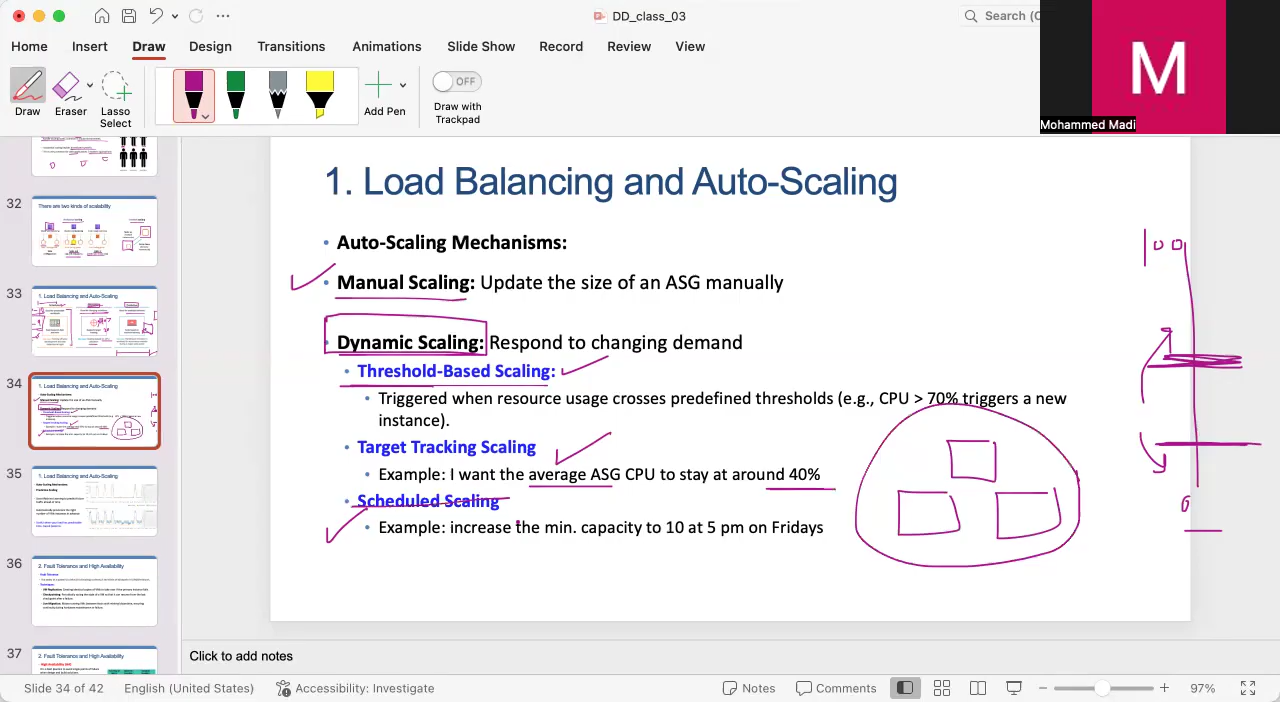 DD_class_03
Search (C
Home Insert Draw Design Transitions Animations Slide Show Record Review View
M
Draw Eraser Lasso Select Add Pen OFF Draw with Trackpad
Mohammed Madi
32
There are two kinds of scalability
33
1. Load Balancing and Auto-Scaling
34
1. Load Balancing and Auto-Scaling
35
1. Load Balancing and Auto-Scaling
36
2. Fault Tolerance and High Availability
37
2. Fault Tolerance and High Availability
1. Load Balancing and Auto-Scaling
• Auto-Scaling Mechanisms:
• Manual Scaling: Update the size of an ASG manually
• Dynamic Scaling: Respond to changing demand
• Threshold-Based Scaling:
• Triggered when resource usage crosses predefined thresholds (e.g., CPU > 70% triggers a new
instance).
• Target Tracking Scaling
• Example: I want the average ASG CPU to stay at around 40%
• Scheduled Scaling
• Example: increase the min. capacity to 10 at 5 pm on Fridays
100
0
Click to add notes
Slide 34 of 42 English (United States) Accessibility: Investigate Notes Comments 97%